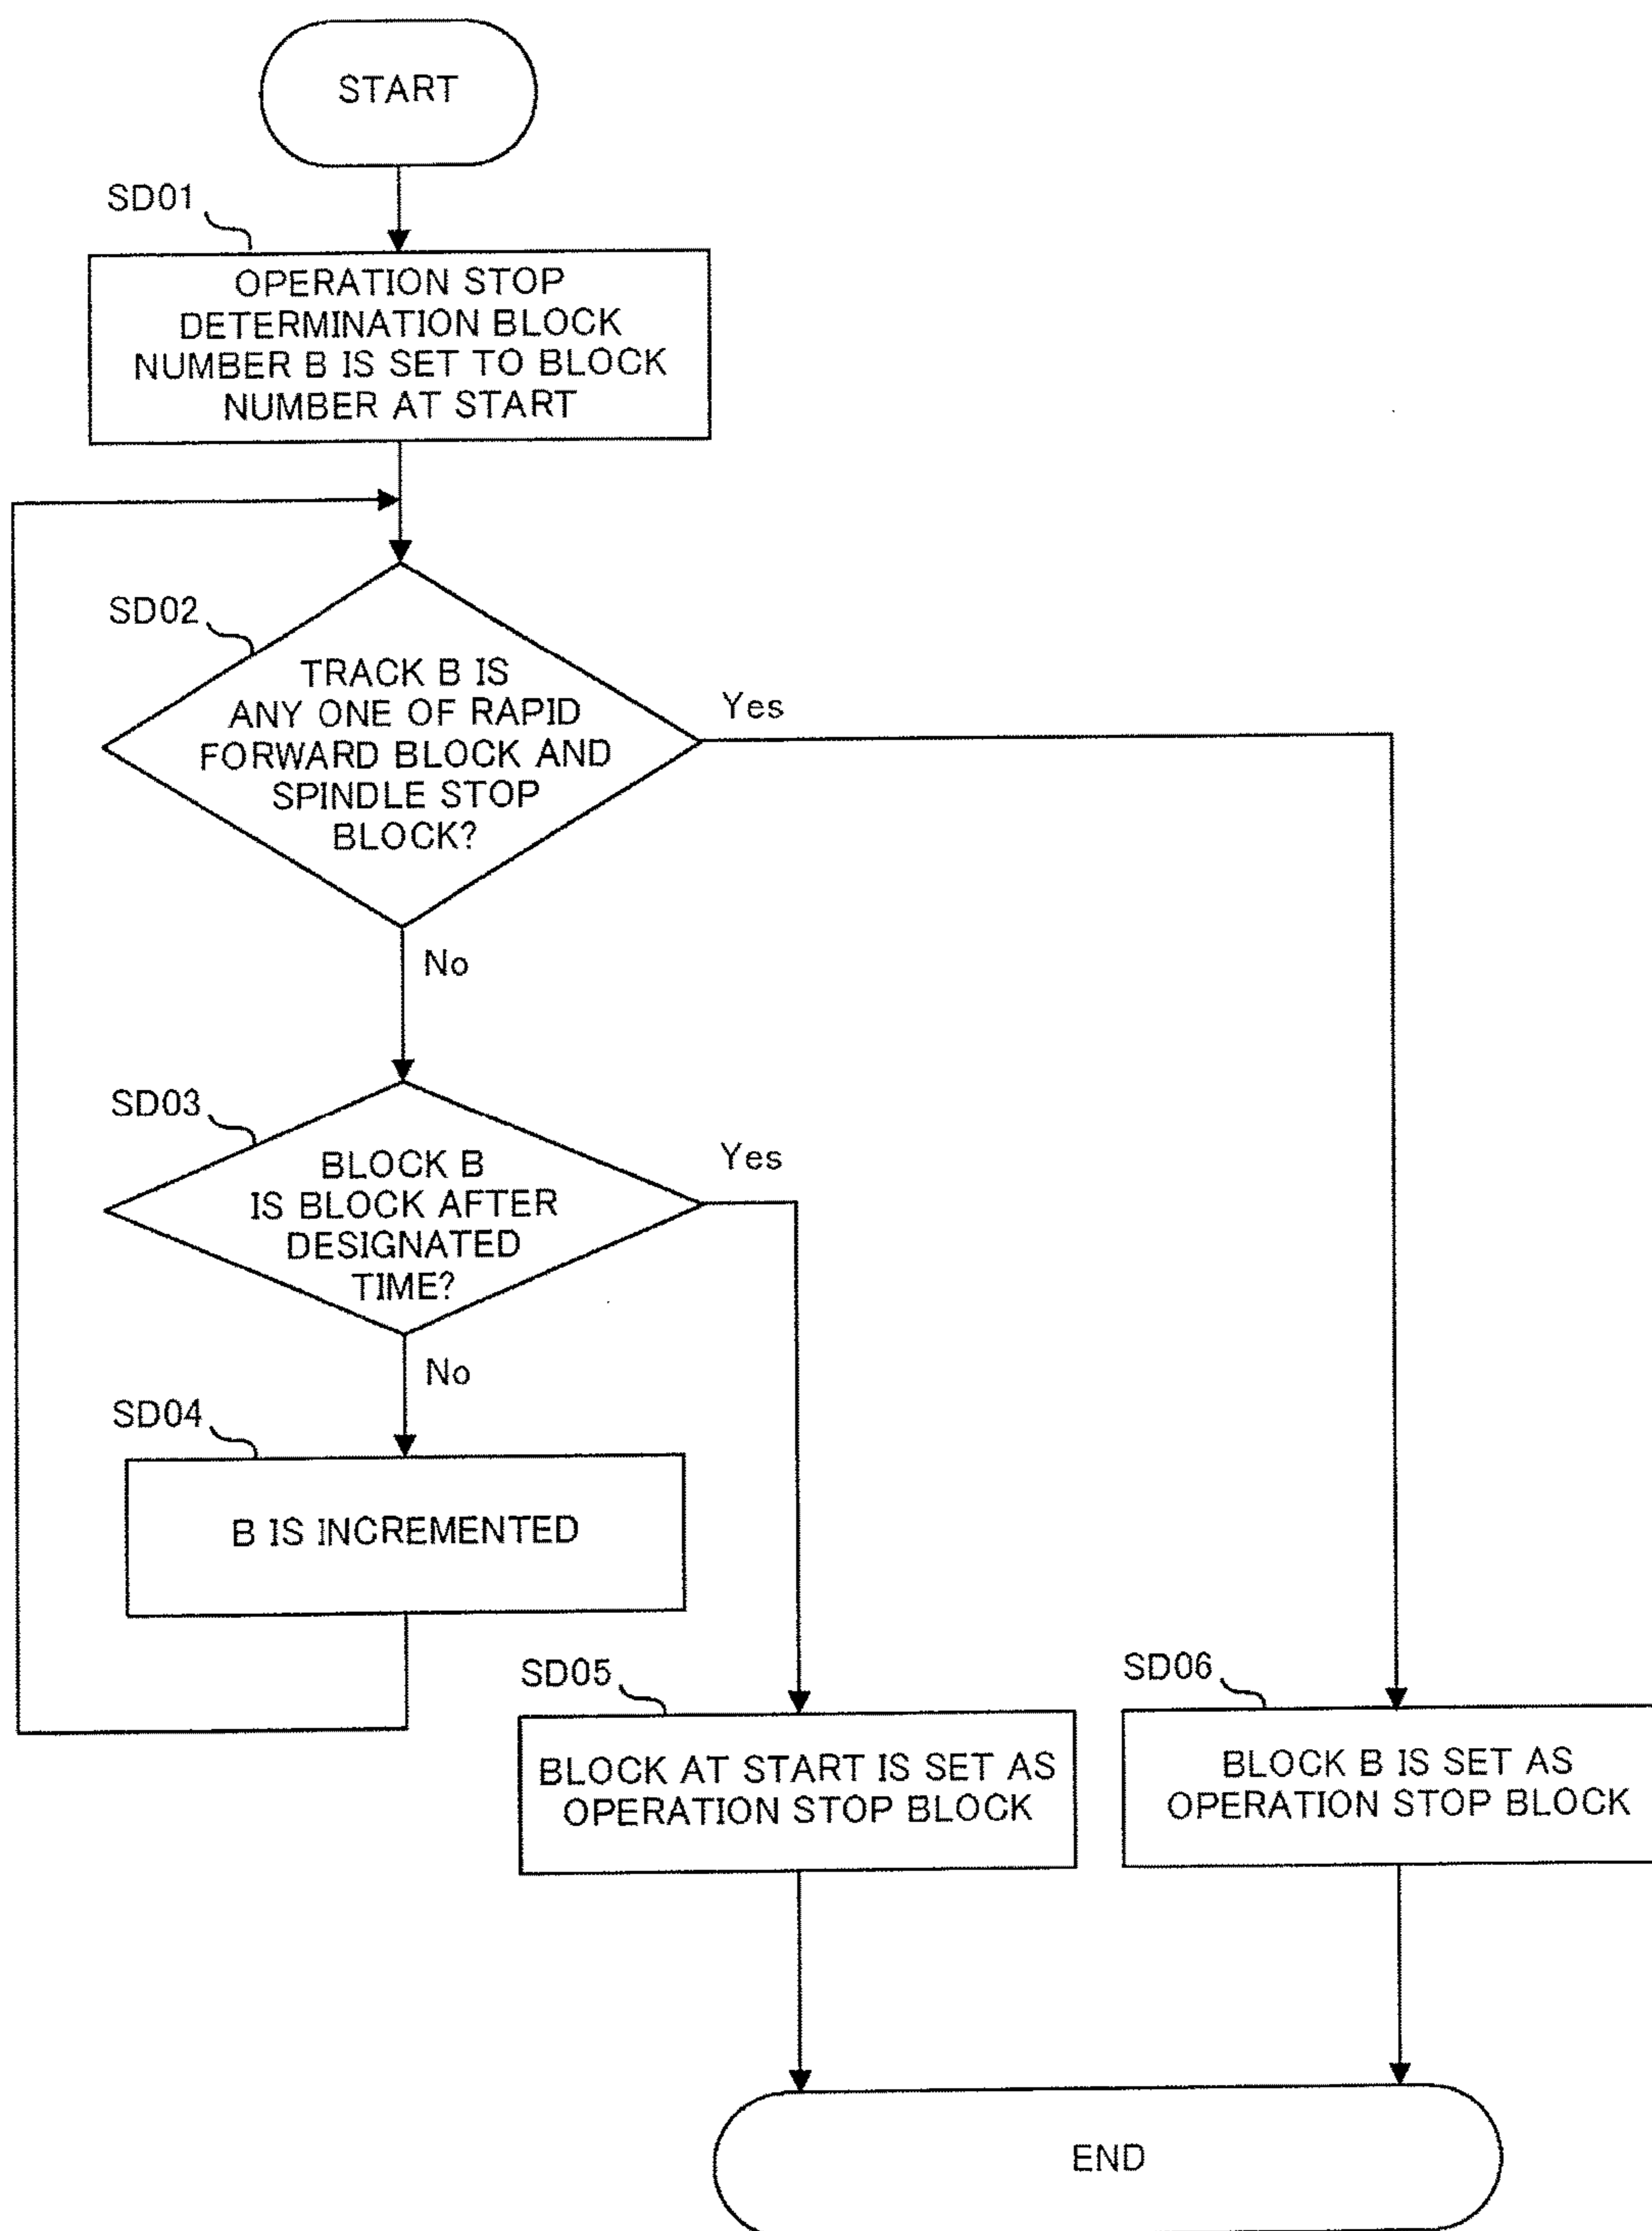 START
SD01
OPERATION STOP
DETERMINATION BLOCK
NUMBER B IS SET TO BLOCK
NUMBER AT START
SD02
TRACK B IS
ANY ONE OF RAPID
FORWARD BLOCK AND
SPINDLE STOP
BLOCK?
Yes
No
SD03
BLOCK B
IS BLOCK AFTER
DESIGNATED
TIME?
Yes
No
SD04
B IS INCREMENTED
SD05
BLOCK AT START IS SET AS
OPERATION STOP BLOCK
SD06
BLOCK B IS SET AS
OPERATION STOP BLOCK
END